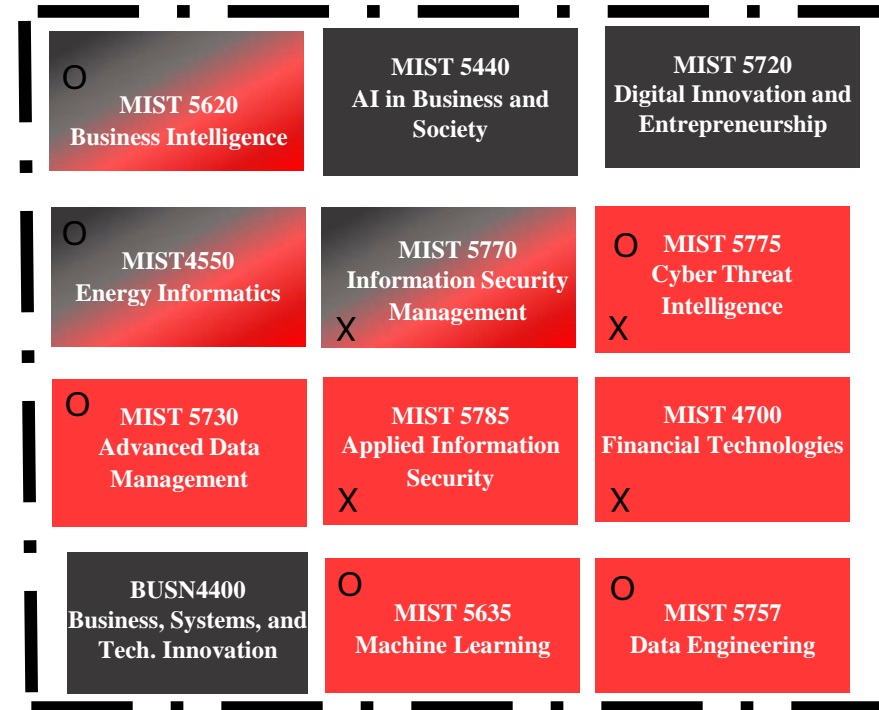 O
MIST 5620
Business Intelligence
MIST 5440
AI in Business and
Society
MIST 5720
Digital Innovation and
Entrepreneurship
O
MIST4550
Energy Informatics
MIST 5770
Information Security
Management
X
O
MIST 5775
Cyber Threat
Intelligence
X
O
MIST 5730
Advanced Data
Management
MIST 5785
Applied Information
Security
X
MIST 4700
Financial Technologies
X
BUSN4400
Business, Systems, and
Tech. Innovation
O
MIST 5635
Machine Learning
O
MIST 5757
Data Engineering